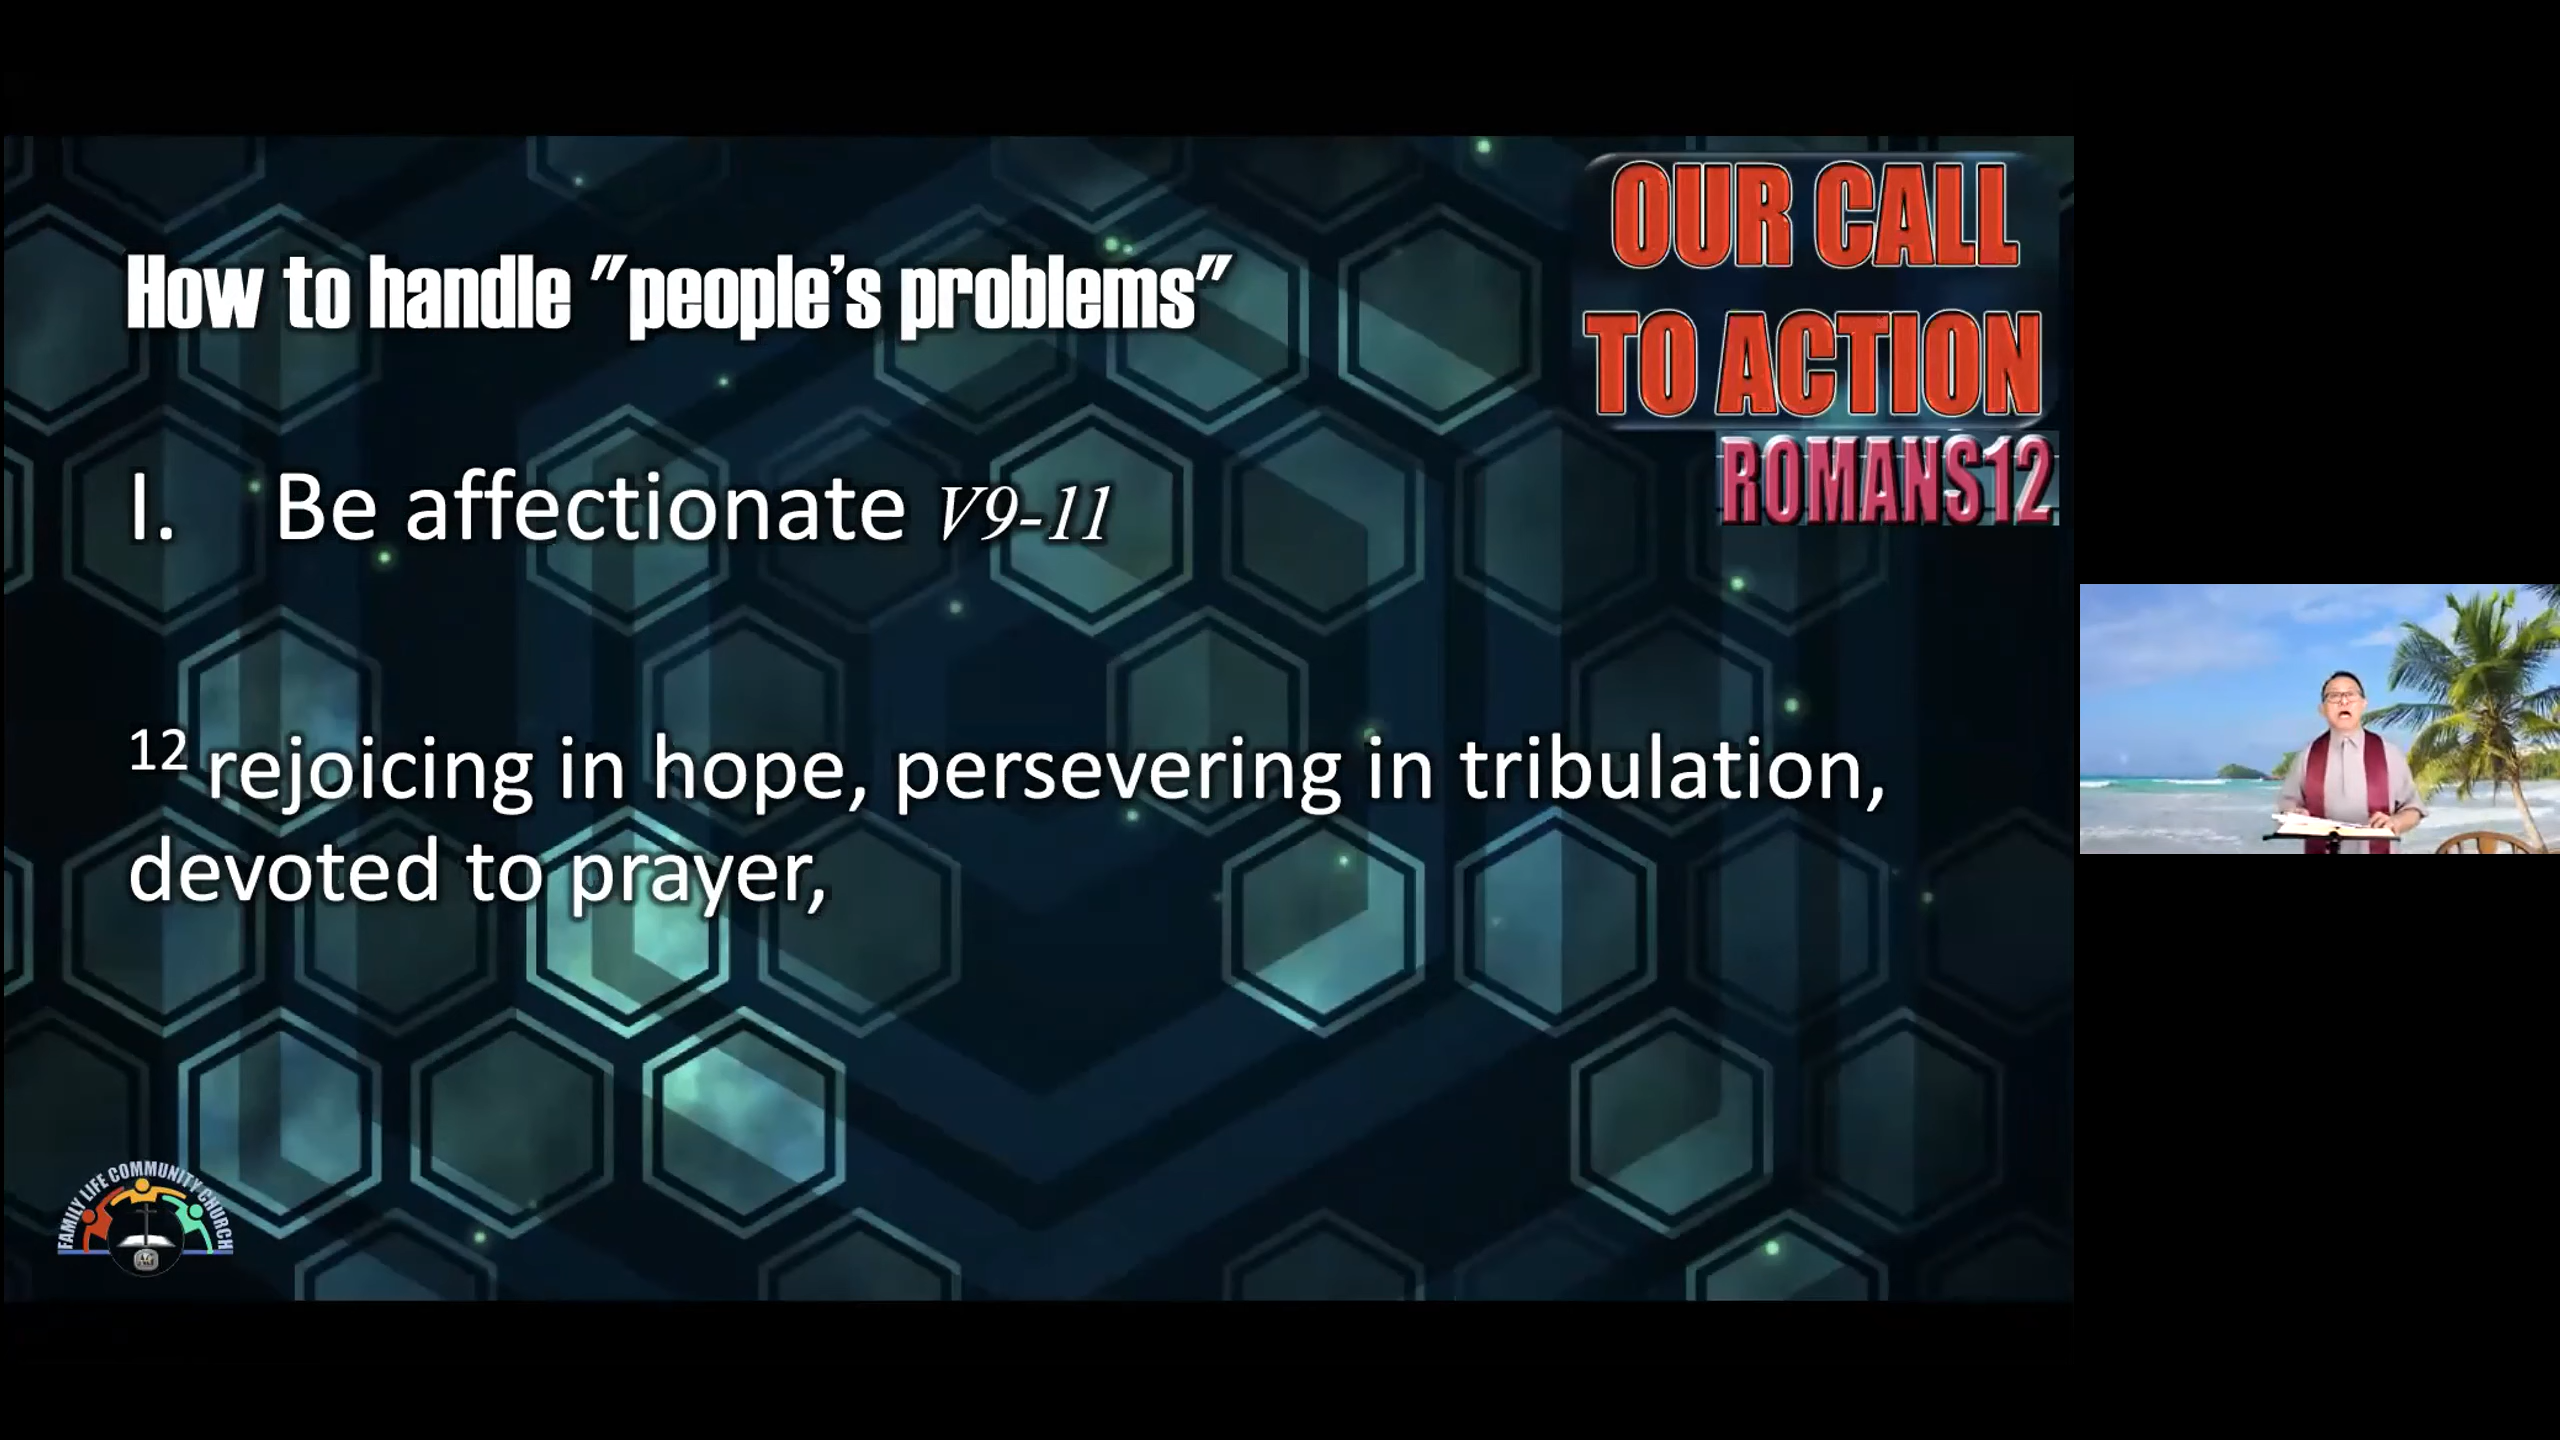 OUR CALL
TO ACTION
ROMANS12
How to handle "people's problems"
I. Be affectionate V9-11
12 rejoicing in hope, persevering in tribulation,
devoted to prayer,
FAMILY LIFE COMMUNITY CHURCH